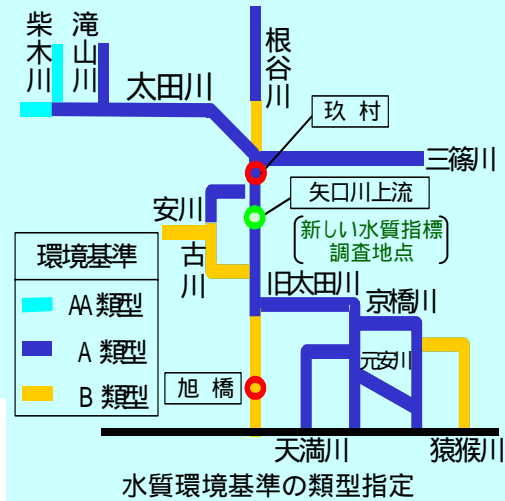 柴木川
滝山川
根谷川
太田川
玖村
三篠川
矢口川上流
新しい水質指標
調査地点
安川
古川
環境基準
AA類型
A類型
B類型
旧太田川
京橋川
元安川
旭橋
天満川
猿猴川
水質環境基準の類型指定